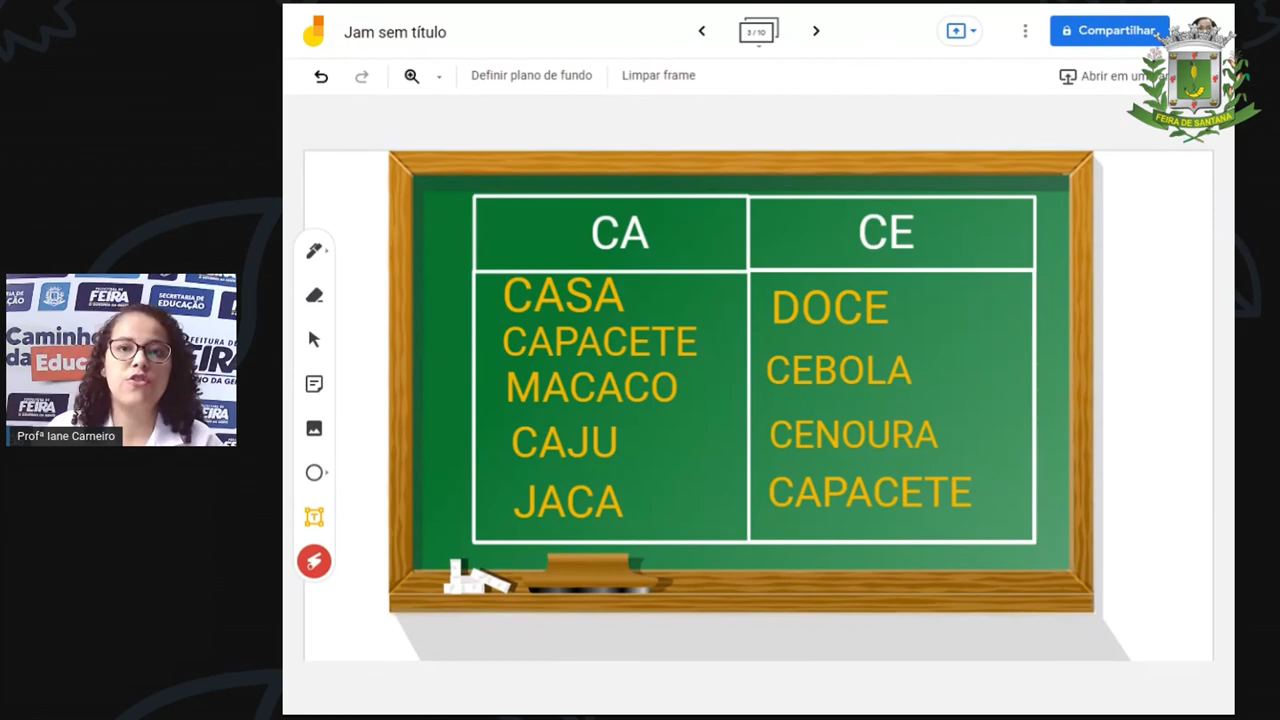 Jam sem título
3 / 10
Compartilhar
Definir plano de fundo
Limpar frame
Abrir em um
FEIRA DE SANTANA
CA
CE
CASA
CAPACETE
MACACO
CAJU
JACA
DOCE
CEBOLA
CENOURA
CAPACETE
PREFEITURA DE
FEIRA
SECRETARIA DE
EDUCAÇÃO
Caminho
da Educ
FEIRA
FEIRA
Profª Iane Carneiro